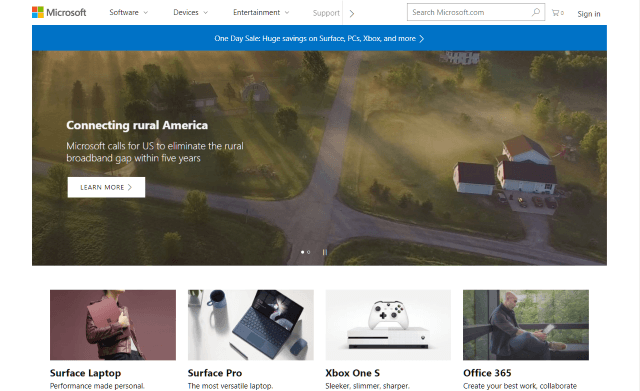 Microsoft
Software
Devices
Entertainment
Support
Search Microsoft.com
0
Sign in
One Day Sale: Huge savings on Surface, PCs, Xbox, and more
Connecting rural America
Microsoft calls for US to eliminate the rural
broadband gap within five years
LEARN MORE
Surface Laptop
Performance made personal.
Surface Pro
The most versatile laptop.
Xbox One S
Sleeker, slimmer, sharper.
Office 365
Create your best work, collaborate